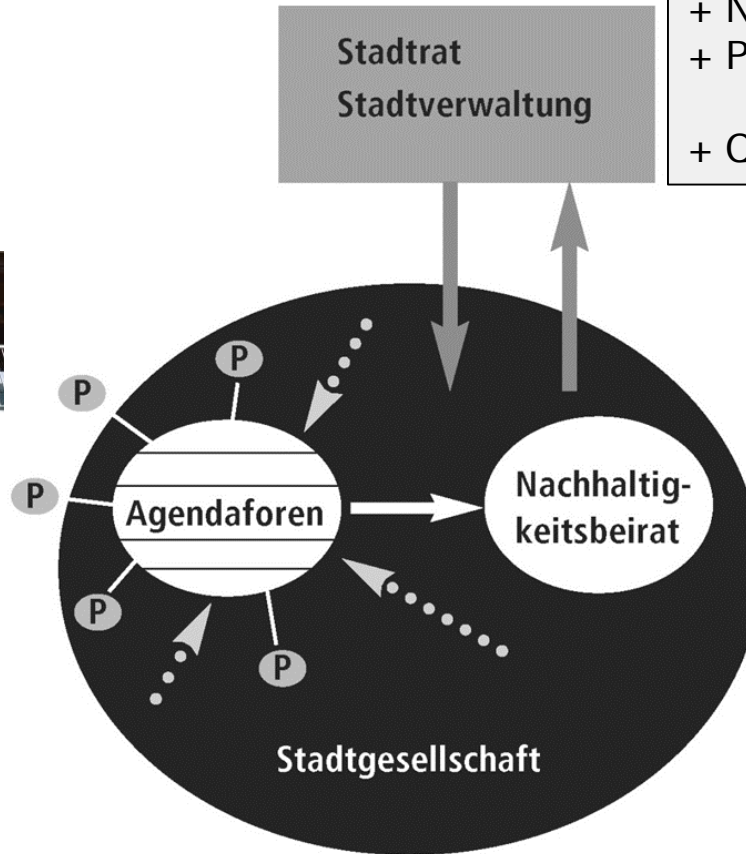 Stadtrat
Stadtverwaltung
+ N
+ P
+ O
P
P
P
Agendaforen
Nachhaltig-
keitsbeirat
P
P
Stadtgesellschaft